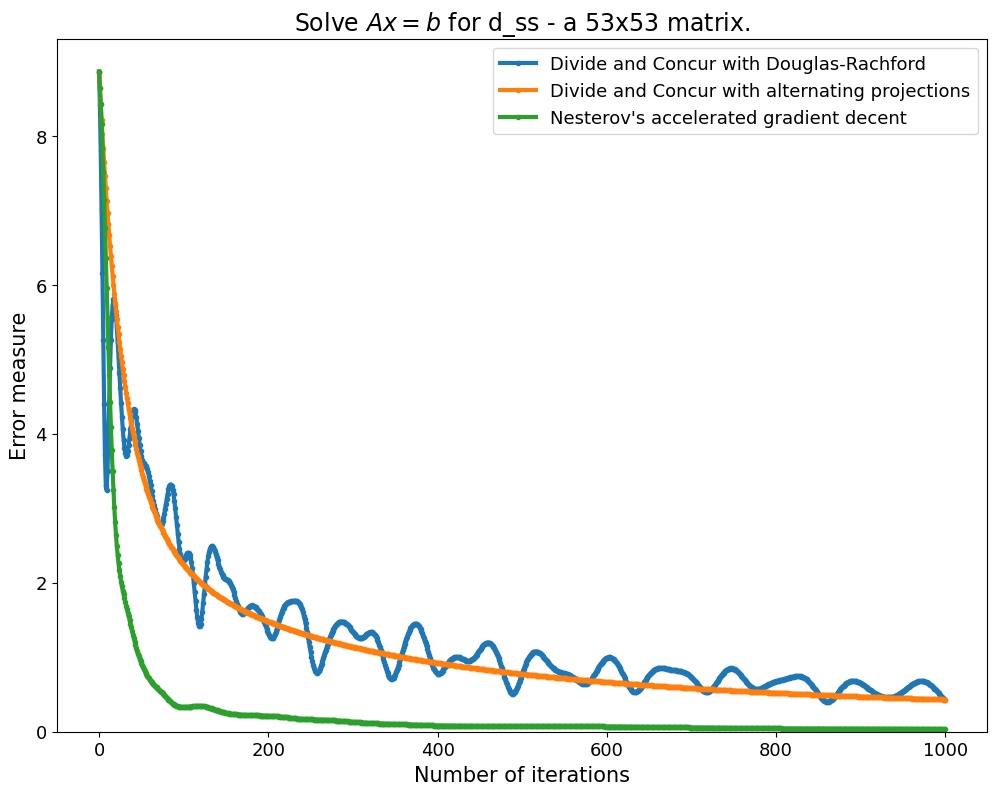 Solve Ax = b for d_ss - a 53x53 matrix.
Divide and Concur with Douglas-Rachford
Divide and Concur with alternating projections
Nesterov's accelerated gradient decent
Error measure
8
6
4
2
0
0 200 400 600 800 1000
Number of iterations